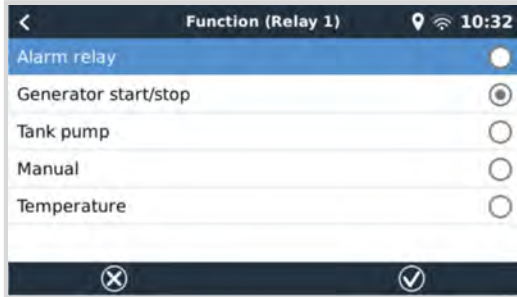 Function (Relay 1) 10:32
Alarm relay
Generator start/stop
Tank pump
Manual
Temperature